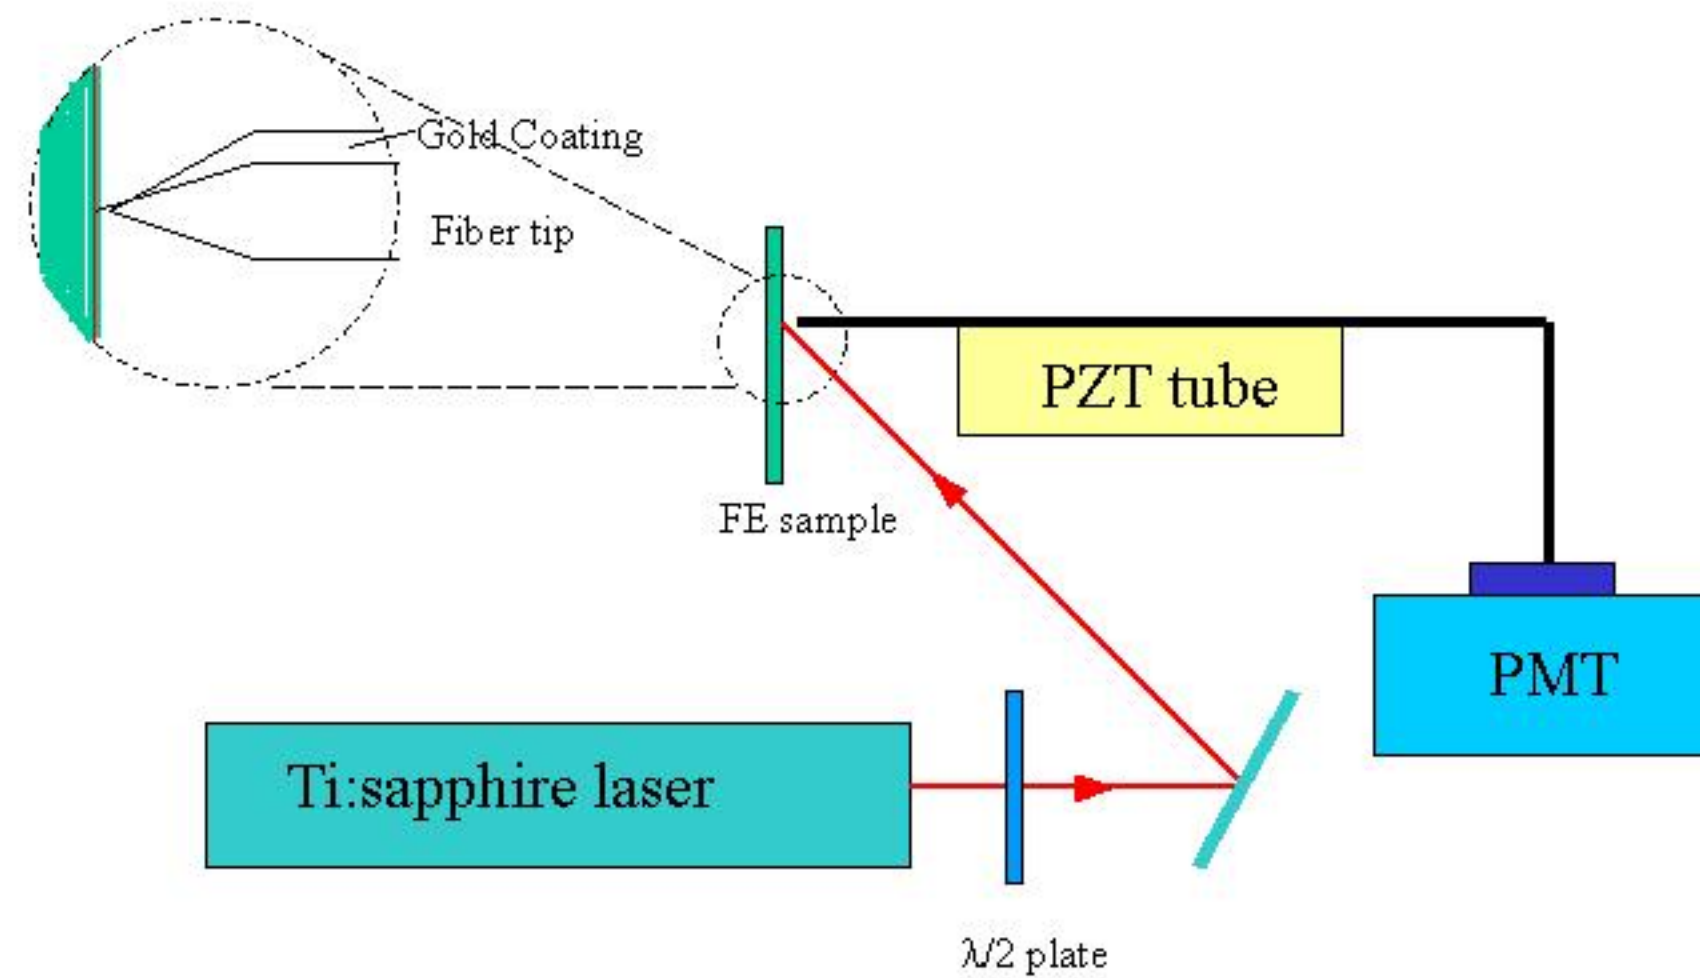 Gold Coating
Fiber tip
PZT tube
FE sample
PMT
Ti:sapphire laser
λ/2 plate